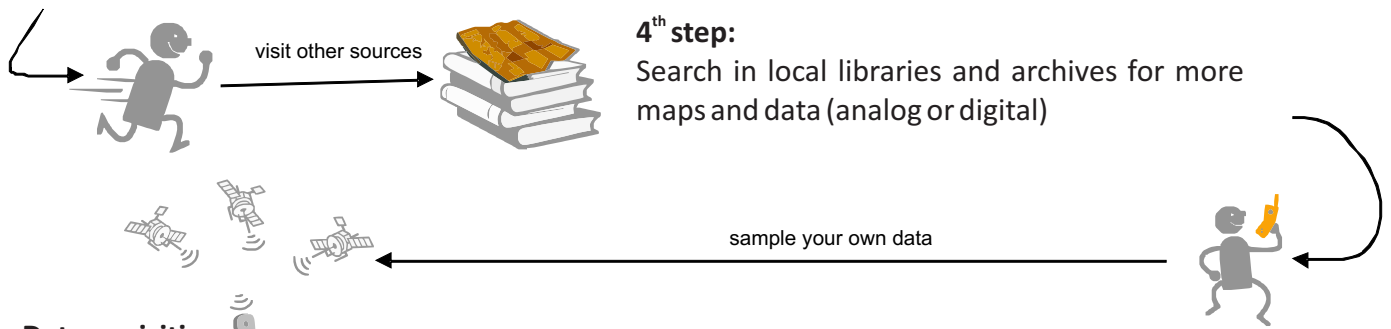 visit other sources
4th step:
Search in local libraries and archives for more
maps and data (analog or digital)
sample your own data